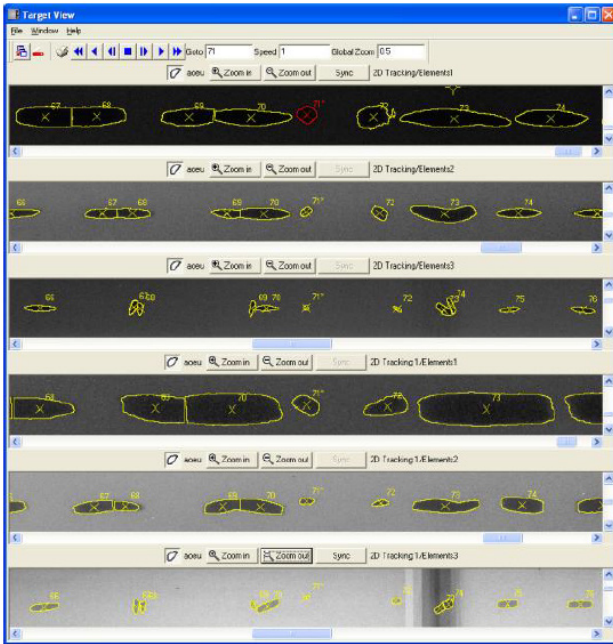 Target View
File Window Help
Goto 71 Speed 1 Global Zoom 0.5
aoeu Zoom in Zoom out Sync 2D Tracking/Elements1
67 68 69 70 71* 72 73 74
aoeu Zoom in Zoom out Sync 2D Tracking/Elements2
66 67 68 69 70 71* 72 73 74
aoeu Zoom in Zoom out Sync 2D Tracking/Elements3
66 67 68 69 70 71* 72 73 74 75 76
aoeu Zoom in Zoom out Sync 2D Tracking 1/Elements1
68 69 70 71* 72 73
aoeu Zoom in Zoom out Sync 2D Tracking 1/Elements2
67 68 69 70 71* 72 73 74
aoeu Zoom in Zoom out Sync 2D Tracking 1/Elements3
66 70 71* 74 75 76